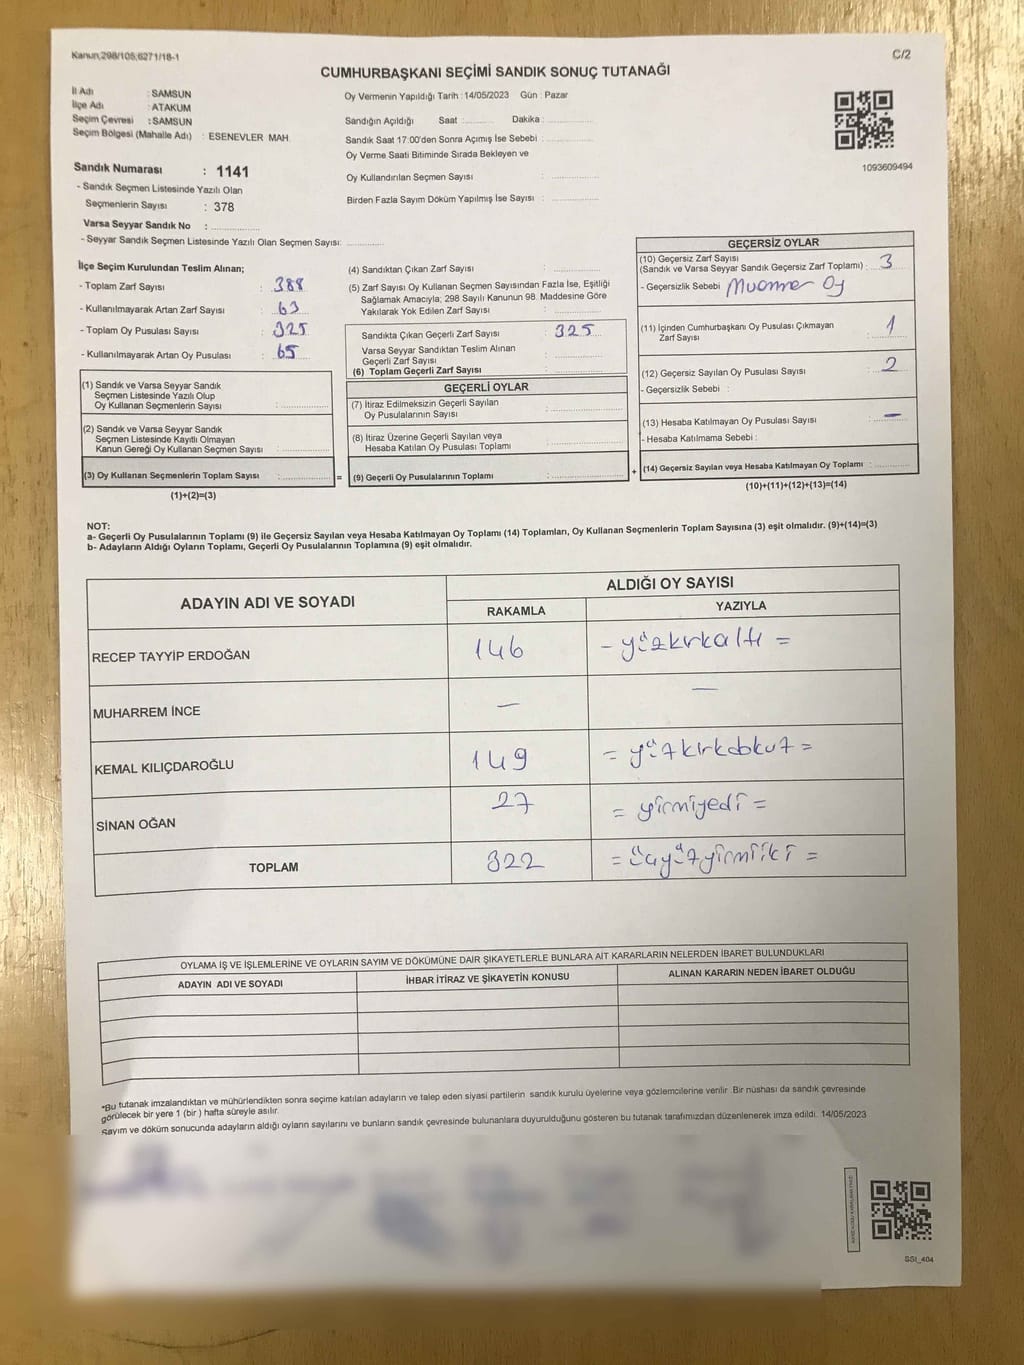 Kanun;298/105;6271/18-1
C/2
CUMHURBAŞKANI SEÇİMİ SANDIK SONUÇ TUTANAĞI
İl Adı : SAMSUN
İlçe Adı : ATAKUM
Seçim Çevresi : SAMSUN
Seçim Bölgesi (Mahalle Adı) : ESENEVLER MAH.
Sandık Numarası : 1141
- Sandık Seçmen Listesinde Yazılı Olan
Seçmenlerin Sayısı : 378
Varsa Seyyar Sandık No :
- Seyyar Sandık Seçmen Listesinde Yazılı Olan Seçmen Sayısı:
Oy Vermenin Yapıldığı Tarih : 14/05/2023 Gün : Pazar
Sandığın Açıldığı Saat : Dakika :
Sandık Saat 17:00'den Sonra Açımış İse Sebebi :
Oy Verme Saati Bitiminde Sırada Bekleyen ve
Oy Kullandırılan Seçmen Sayısı :
Birden Fazla Sayım Döküm Yapılmış İse Sayısı :
1093609494
İlçe Seçim Kurulundan Teslim Alınan;
- Toplam Zarf Sayısı : 388
- Kullanılmayarak Artan Zarf Sayısı : 63
- Toplam Oy Pusulası Sayısı : 325
- Kullanılmayarak Artan Oy Pusulası : 65
(1) Sandık ve Varsa Seyyar Sandık
Seçmen Listesinde Yazılı Olup
Oy Kullanan Seçmenlerin Sayısı :
(2) Sandık ve Varsa Seyyar Sandık
Seçmen Listesinde Kayıtlı Olmayan
Kanun Gereği Oy Kullanan Seçmen Sayısı :
(3) Oy Kullanan Seçmenlerin Toplam Sayısı :
(1)+(2)=(3)
=
(4) Sandıktan Çıkan Zarf Sayısı :
(5) Zarf Sayısı Oy Kullanan Seçmen Sayısından Fazla İse, Eşitliği
Sağlamak Amacıyla; 298 Sayılı Kanunun 98. Maddesine Göre
Yakılarak Yok Edilen Zarf Sayısı :
Sandıkta Çıkan Geçerli Zarf Sayısı : 325
Varsa Seyyar Sandıktan Teslim Alınan
Geçerli Zarf Sayısı :
(6) Toplam Geçerli Zarf Sayısı :
GEÇERLİ OYLAR
(7) İtiraz Edilmeksizin Geçerli Sayılan
Oy Pusulalarının Sayısı :
(8) İtiraz Üzerine Geçerli Sayılan veya
Hesaba Katılan Oy Pusulası Toplamı :
(9) Geçerli Oy Pusulalarının Toplamı :
+
GEÇERSİZ OYLAR
(10) Geçersiz Zarf Sayısı
(Sandık ve Varsa Seyyar Sandık Geçersiz Zarf Toplamı) : 3
- Geçersizlik Sebebi : Oy
(11) İçinden Cumhurbaşkanı Oy Pusulası Çıkmayan
Zarf Sayısı : 1
(12) Geçersiz Sayılan Oy Pusulası Sayısı : 2
- Geçersizlik Sebebi :
(13) Hesaba Katılmayan Oy Pusulası Sayısı : —
- Hesaba Katılmama Sebebi :
(14) Geçersiz Sayılan veya Hesaba Katılmayan Oy Toplamı :
(10)+(11)+(12)+(13)=(14)
NOT:
a- Geçerli Oy Pusulalarının Toplamı (9) ile Geçersiz Sayılan veya Hesaba Katılmayan Oy Toplamı (14) Toplamları, Oy Kullanan Seçmenlerin Toplam Sayısına (3) eşit olmalıdır. (9)+(14)=(3)
b- Adayların Aldığı Oyların Toplamı, Geçerli Oy Pusulalarının Toplamına (9) eşit olmalıdır.
ADAYIN ADI VE SOYADI
ALDIĞI OY SAYISI
RAKAMLA YAZIYLA
RECEP TAYYİP ERDOĞAN 146 - yüzkırkaltı =
MUHARREM İNCE — —
KEMAL KILIÇDAROĞLU 149 = yüzkırkdokuz =
SİNAN OĞAN 27 = yirmiyedi =
TOPLAM 322 = üçyüzyirmiiki =
OYLAMA İŞ VE İŞLEMLERİNE VE OYLARIN SAYIM VE DÖKÜMÜNE DAİR ŞİKAYETLERLE BUNLARA AİT KARARLARIN NELERDEN İBARET BULUNDUKLARI
ADAYIN ADI VE SOYADI İHBAR İTİRAZ VE ŞİKAYETİN KONUSU ALINAN KARARIN NEDEN İBARET OLDUĞU
*Bu tutanak imzalandıktan ve mühürlendikten sonra seçime katılan adayların ve talep eden siyasi partilerin sandık kurulu üyelerine veya gözlemcilerine verilir. Bir nüshası da sandık çevresinde
görülecek bir yere 1 (bir ) hafta süreyle asılır.
Sayım ve döküm sonucunda adayların aldığı oyların sayılarını ve bunların sandık çevresinde bulunanlara duyurulduğunu gösteren bu tutanak tarafımızdan düzenlenerek imza edildi. 14/05/2023
SSI_404